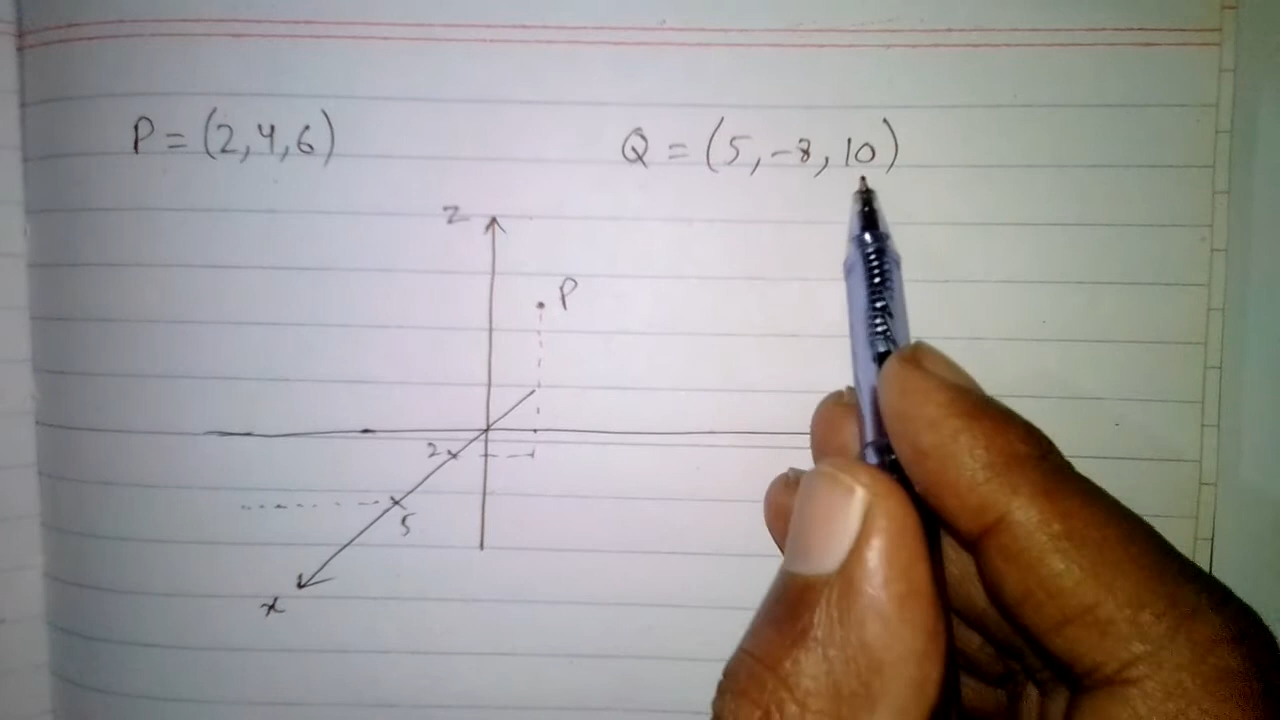 P = (2,4,6)
Q = (5,-8,10)
z
P
2
5
x